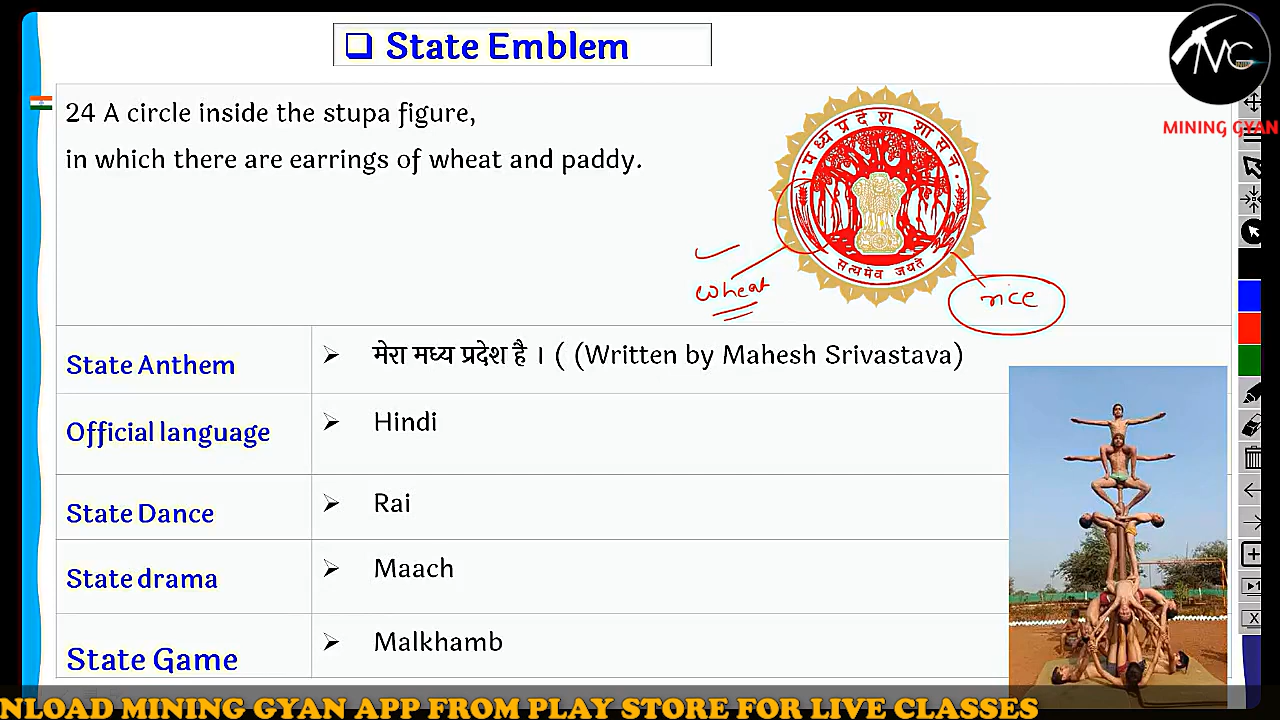 ❑ State Emblem
24 A circle inside the stupa figure,
in which there are earrings of wheat and paddy.
मध्यप्रदेश शासन
सत्यमेव जयते
wheat
rice
MG
MINING GYAN
State Anthem
➢ मेरा मध्य प्रदेश है । ( (Written by Mahesh Srivastava)
Official language
➢ Hindi
State Dance
➢ Rai
State drama
➢ Maach
State Game
➢ Malkhamb
NLOAD MINING GYAN APP FROM PLAY STORE FOR LIVE CLASSES